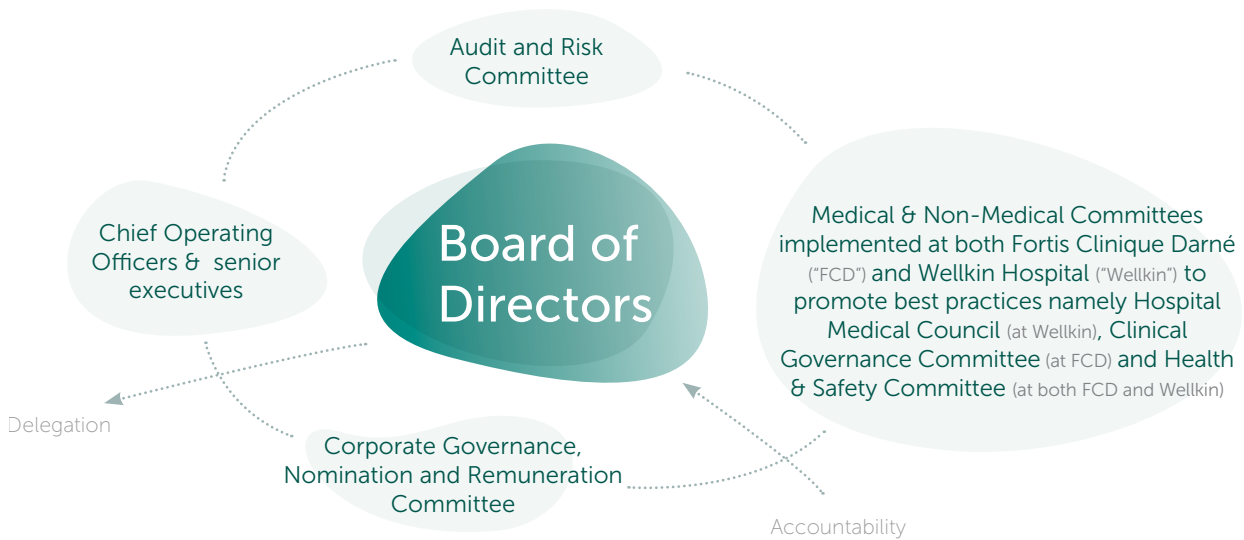 Audit and Risk
Committee
Chief Operating
Officers & senior
executives
Board of
Directors
Medical & Non-Medical Committees
implemented at both Fortis Clinique Darné
(“FCD”) and Wellkin Hospital (“Wellkin”) to
promote best practices namely Hospital
Medical Council (at Wellkin), Clinical
Governance Committee (at FCD) and Health
& Safety Committee (at both FCD and Wellkin)
Delegation
Corporate Governance,
Nomination and Remuneration
Committee
Accountability